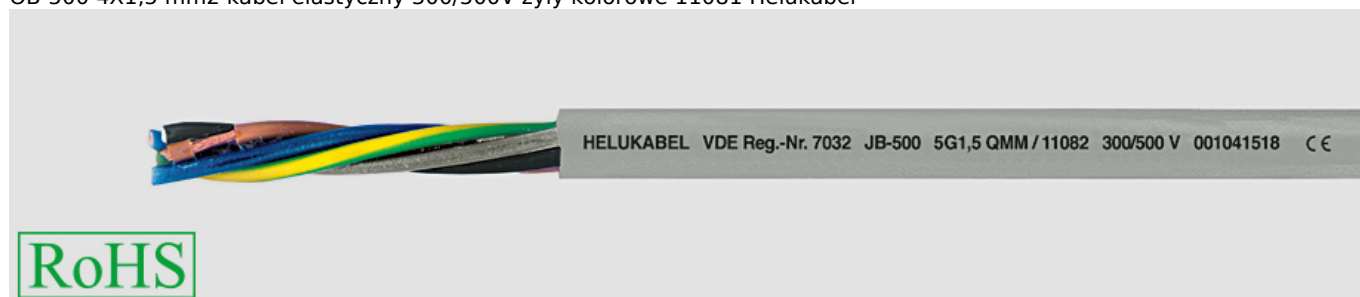 OB-500 4X1,5 mm2 kabel elastyczny 300/500V żyły kolorowe 11081 Helukabel
HELUKABEL VDE Reg.-Nr. 7032 JB-500 5G1,5 QMM / 11082 300/500 V 001041518 CE
RoHS